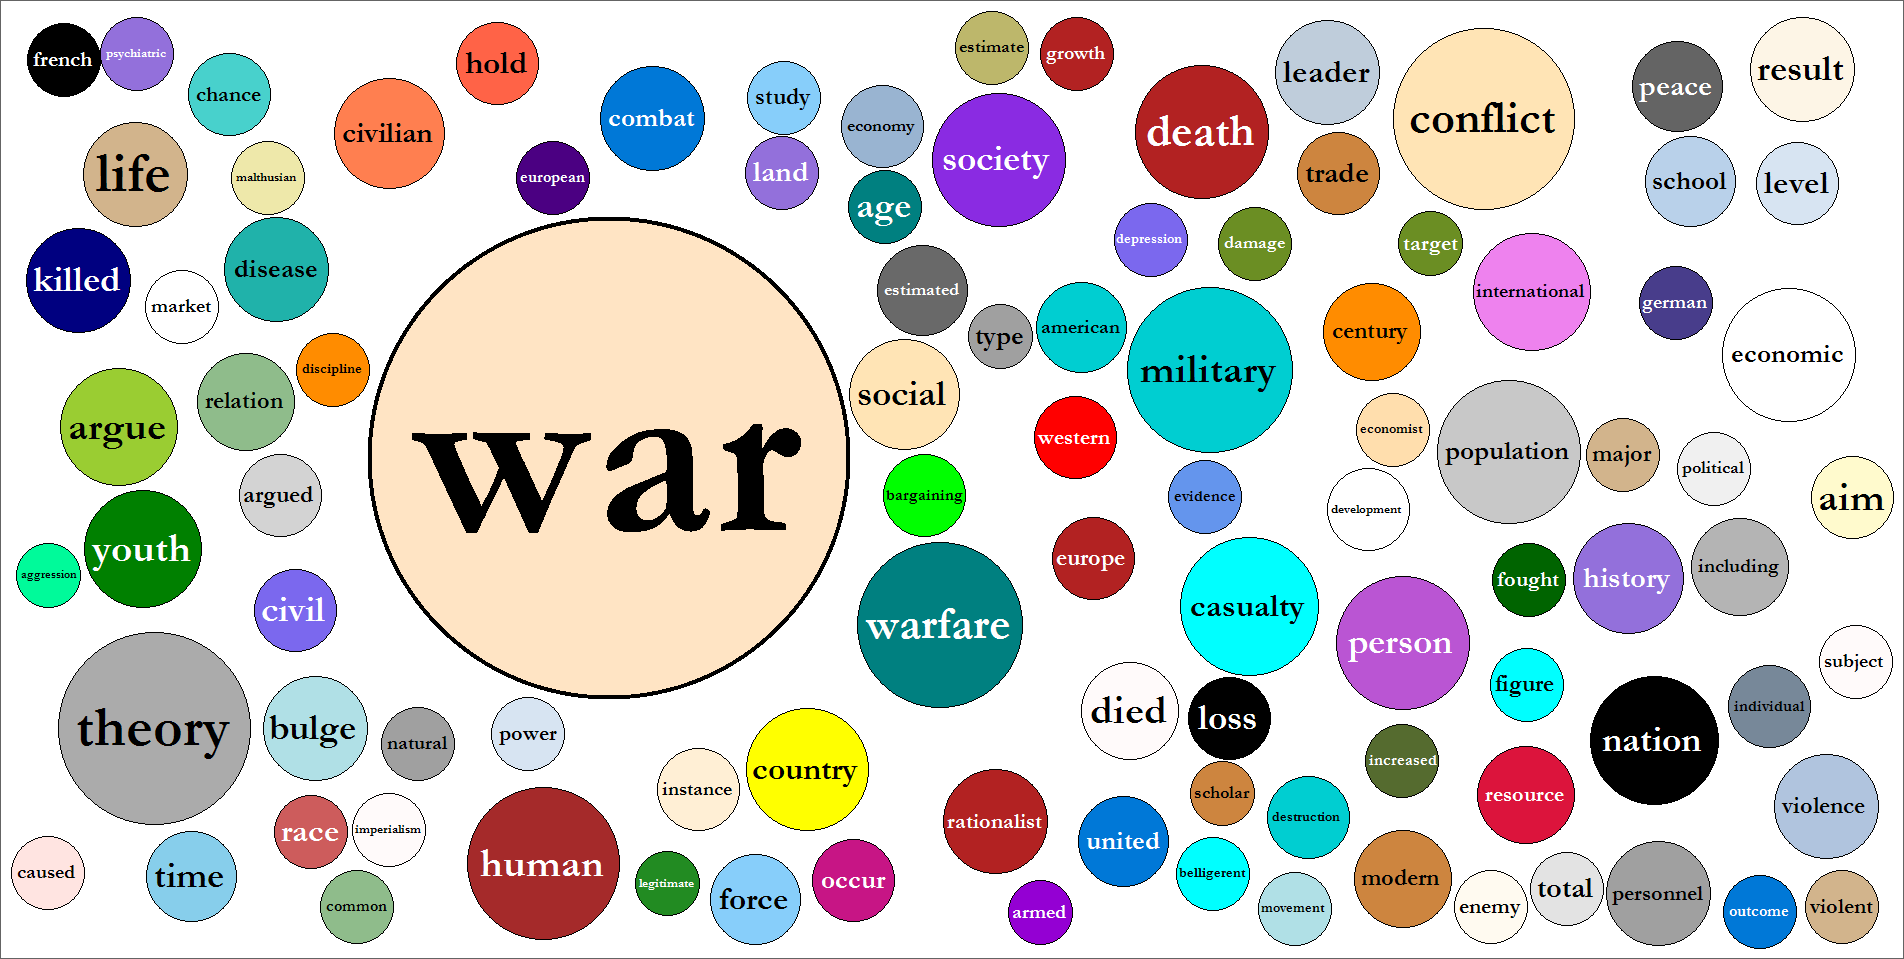 french
psychiatric
chance
hold
civilian
combat
study
economy
estimate
growth
society
death
leader
conflict
peace
result
life
malthusian
european
land
age
trade
school
level
killed
market
disease
estimated
depression
damage
target
international
german
economic
type
american
military
century
discipline
relation
argue
argued
war
social
western
economist
population
major
political
aim
bargaining
evidence
development
youth
aggression
civil
warfare
europe
casualty
person
fought
history
including
subject
theory
bulge
natural
power
country
instance
died
loss
figure
nation
individual
increased
resource
violence
scholar
destruction
race
imperialism
human
rationalist
united
caused
time
common
legitimate
force
occur
armed
belligerent
movement
modern
enemy
total
personnel
outcome
violent